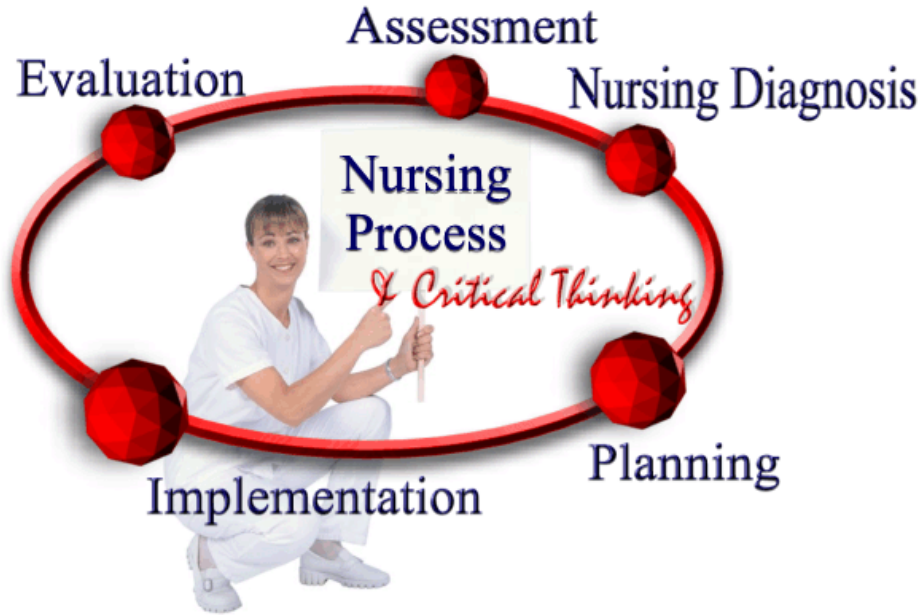 Assessment
Evaluation
Nursing Diagnosis
Nursing
Process
& Critical Thinking
Planning
Implementation